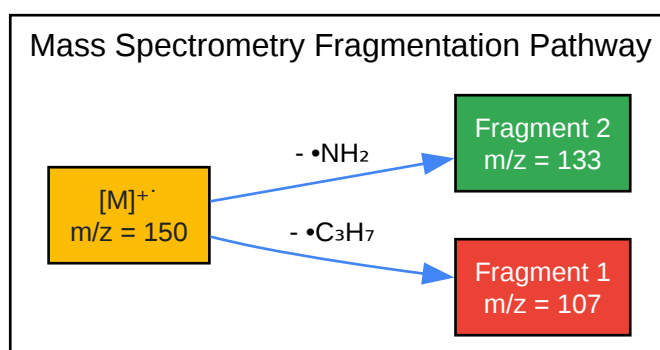 Mass Spectrometry Fragmentation Pathway
- •NH₂
Fragment 2
m/z = 133
[M]⁺˙
m/z = 150
- •C₃H₇
Fragment 1
m/z = 107